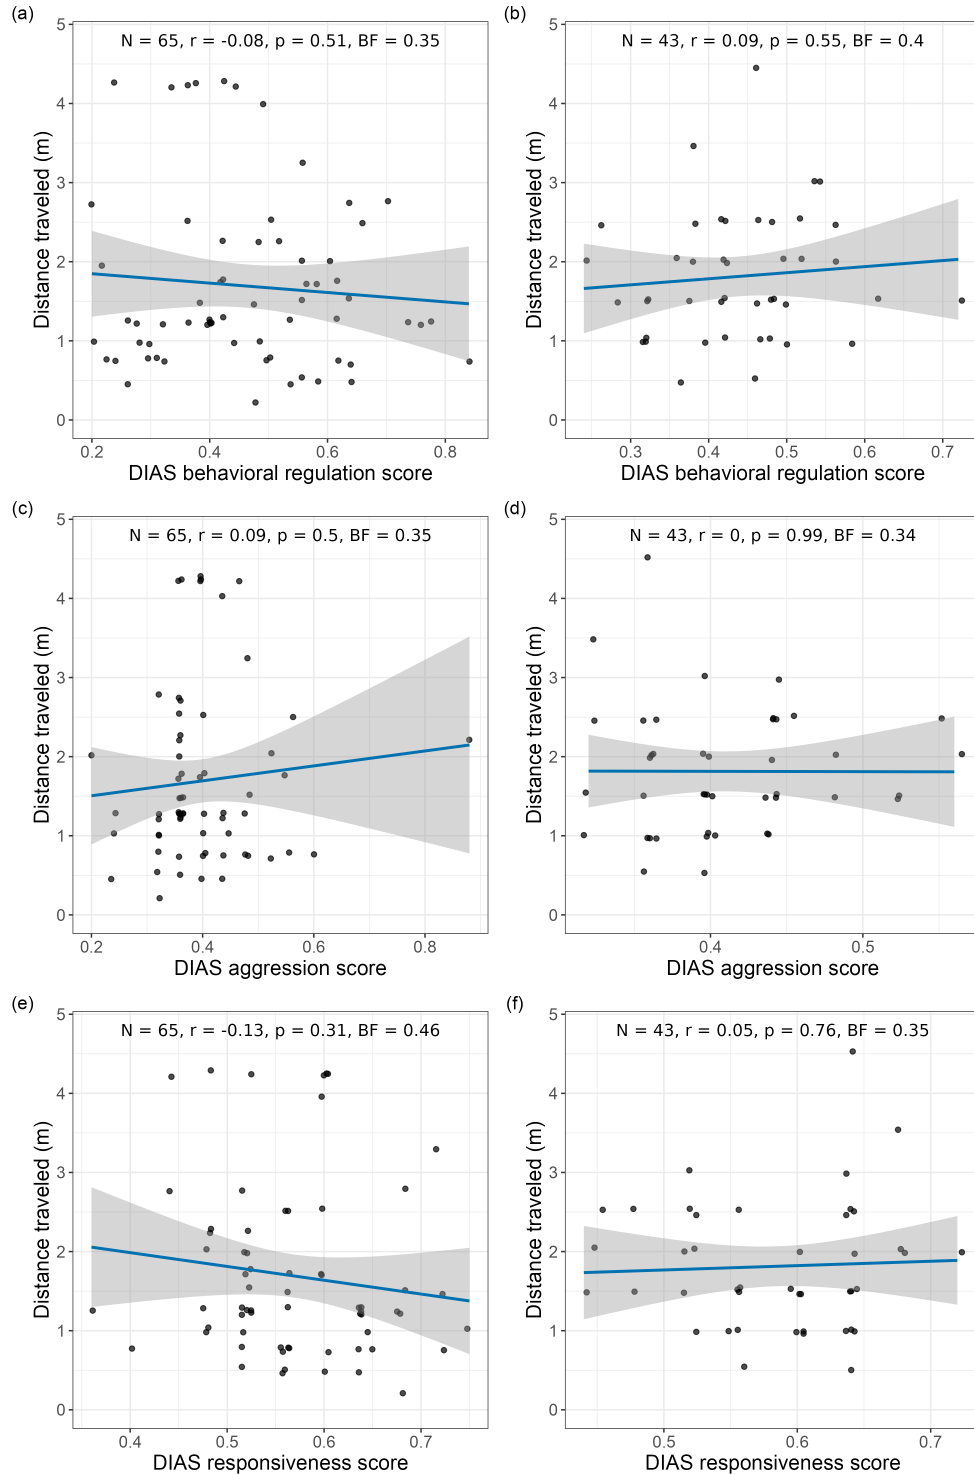 (a)
N = 65, r = -0.08, p = 0.51, BF = 0.35
Distance traveled (m)
5
4
3
2
1
0
0.2 0.4 0.6 0.8
DIAS behavioral regulation score
(b)
N = 43, r = 0.09, p = 0.55, BF = 0.4
Distance traveled (m)
5
4
3
2
1
0
0.3 0.4 0.5 0.6 0.7
DIAS behavioral regulation score
(c)
N = 65, r = 0.09, p = 0.5, BF = 0.35
Distance traveled (m)
5
4
3
2
1
0
0.2 0.4 0.6 0.8
DIAS aggression score
(d)
N = 43, r = 0, p = 0.99, BF = 0.34
Distance traveled (m)
5
4
3
2
1
0
0.4 0.5
DIAS aggression score
(e)
N = 65, r = -0.13, p = 0.31, BF = 0.46
Distance traveled (m)
5
4
3
2
1
0
0.4 0.5 0.6 0.7
DIAS responsiveness score
(f)
N = 43, r = 0.05, p = 0.76, BF = 0.35
Distance traveled (m)
5
4
3
2
1
0
0.5 0.6 0.7
DIAS responsiveness score